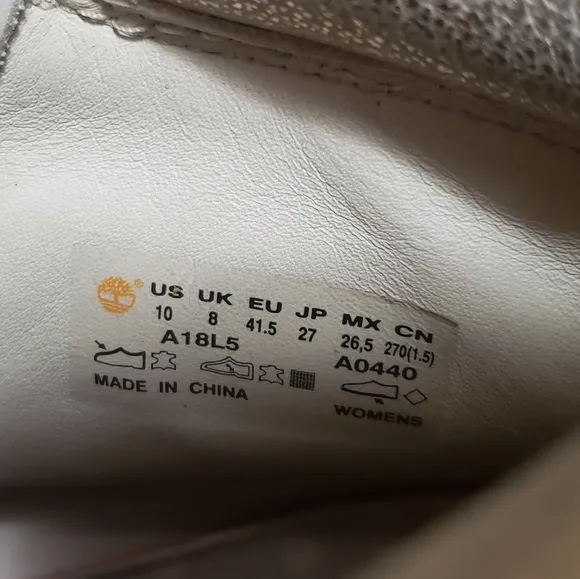 ® US UK EU JP MX CN
10 8 41.5 27 26,5 270(1.5)
A18L5 A0440
MADE IN CHINA
WOMENS